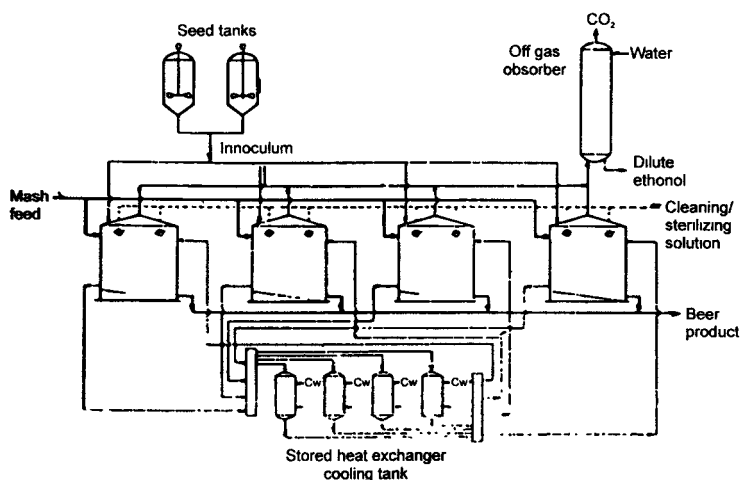 CO₂
Seed tanks
Off gas
obsorber
Water
Innoculum
Dilute
ethonol
Mash
feed
Cleaning/
sterilizing
solution
Beer
product
Cw
Cw
Cw
Cw
Stored heat exchanger
cooling tank